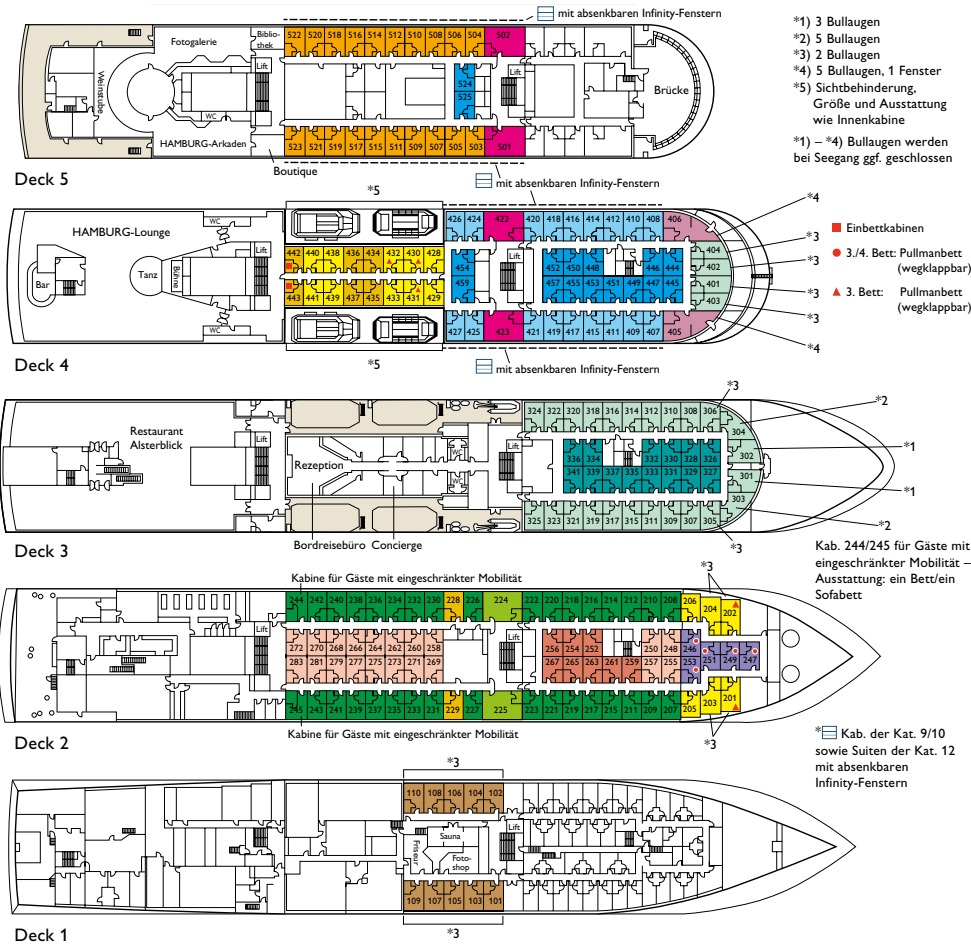 mit absenkbaren Infinity-Fenstern
*1) 3 Bullaugen
*2) 5 Bullaugen
*3) 2 Bullaugen
*4) 5 Bullaugen, 1 Fenster
*5) Sichtbehinderung,
Größe und Ausstattung
wie Innenkabine
*1) – *4) Bullaugen werden
bei Seegang ggf. geschlossen
Fotogalerie
Biblio-
thek
522 520 518 516 514 512 510 508 506 504 502
Lift
Lift
Weinstube
524
525
Brücke
WC
HAMBURG-Arkaden
523 521 519 517 515 511 509 507 505 503 501
Boutique
Deck 5
mit absenkbaren Infinity-Fenstern
*5
*4
HAMBURG-Lounge
WC
426 424 422 420 418 416 414 412 410 408 406
*3
Einbettkabinen
3./4. Bett: Pullmanbett
(wegklappbar)
3. Bett: Pullmanbett
(wegklappbar)
Lift
442 440 438 434 432 430 428
Lift
404
402
*3
Bar
Tanz
Bühne
454
452 450 448 446 444
459
457 455 453 451 449 447 445
401
403
*3
443 441 439 437 435 433 431 429
*3
WC
427 425 423 421 419 417 415 411 409 407 405
*4
*5
mit absenkbaren Infinity-Fenstern
Deck 4
*3
*2
324 322 320 318 316 314 312 310 308 306
304
Restaurant
Alsterblick
Lift
Rezeption
WC
WC
Lift
336 334 332 330 328 326
341 339 337 335 333 331 329 327
302
*1
301
*1
303
*2
325 323 321 319 317 315 311 309 307 305
*3
Bordreisebüro Concierge
Deck 3
Kab. 244/245 für Gäste mit
eingeschränkter Mobilität –
Ausstattung: ein Bett/ein
Sofabett
*3
Kabine für Gäste mit eingeschränkter Mobilität
244 242 240 238 236 234 232 230 228 226 224 222 220 218 216 214 212 210 208 206 204 202
Lift
272 270 268 266 264 262 260 258
Lift
256 254 252 250 248 246
283 281 279 277 275 273 271 269
267 265 263 261 259 257 255 253 251 249 247
245 243 241 239 237 235 233 231 229 227 225 223 221 219 217 215 211 209 207 205 203 201
Kabine für Gäste mit eingeschränkter Mobilität
*3
Deck 2
* Kab. der Kat. 9/10
sowie Suiten der Kat. 12
mit absenkbaren
Infinity-Fenstern
*3
110 108 106 104 102
Lift
Friseur
Sauna
Foto-
shop
Lift
109 107 105 103 101
*3
Deck 1